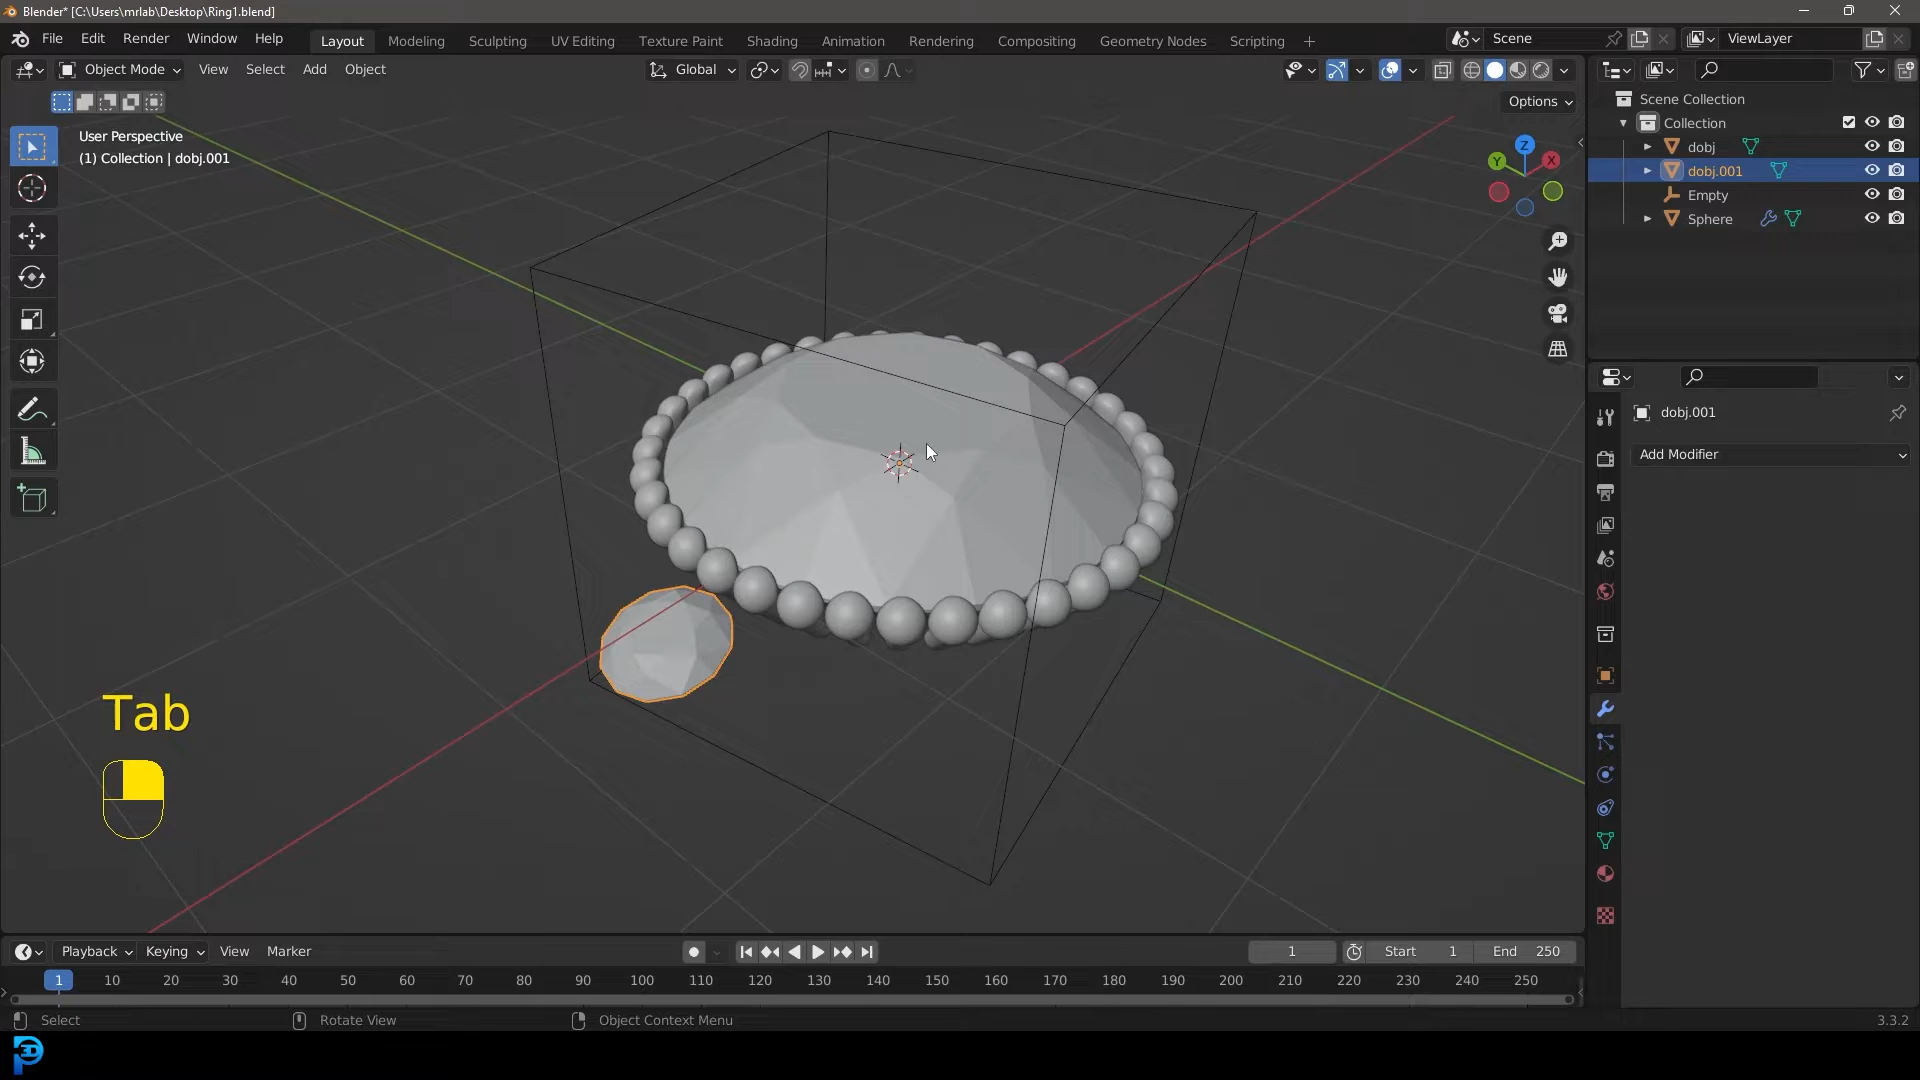 Blender* [C:\Users\mrlab\Desktop\Ring1.blend]
File Edit Render Window Help
Layout Modeling Sculpting UV Editing Texture Paint Shading Animation Rendering Compositing Geometry Nodes Scripting +
Scene
ViewLayer
Object Mode View Select Add Object
Global
Options
User Perspective
(1) Collection | dobj.001
Z
Y
X
Scene Collection
Collection
dobj
dobj.001
Empty
Sphere
dobj.001
Add Modifier
Tab
Playback Keying View Marker
1
Start 1
End 250
1 10 20 30 40 50 60 70 80 90 100 110 120 130 140 150 160 170 180 190 200 210 220 230 240 250
Select
Rotate View
Object Context Menu
3.3.2